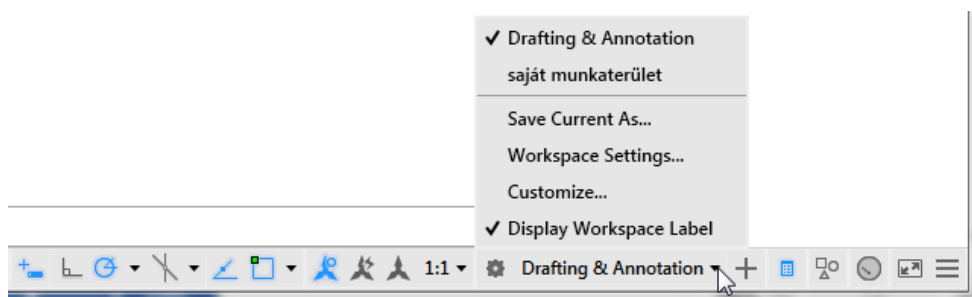 ✓ Drafting & Annotation
saját munkaterület
Save Current As...
Workspace Settings...
Customize...
✓ Display Workspace Label
1:1 Drafting & Annotation